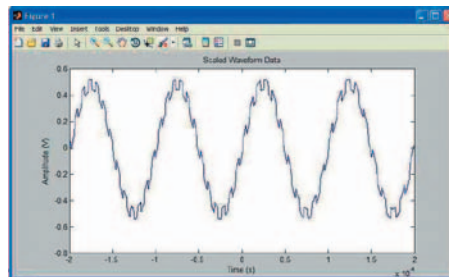 Figure 1
File Edit View Insert Tools Desktop Window Help
Scaled Waveform Data
Amplitude (V)
0.6
0.4
0.2
0
-0.2
-0.4
-0.6
-0.8
-2 -1.5 -1 -0.5 0 0.5 1 1.5 2
Time (s)
x 10